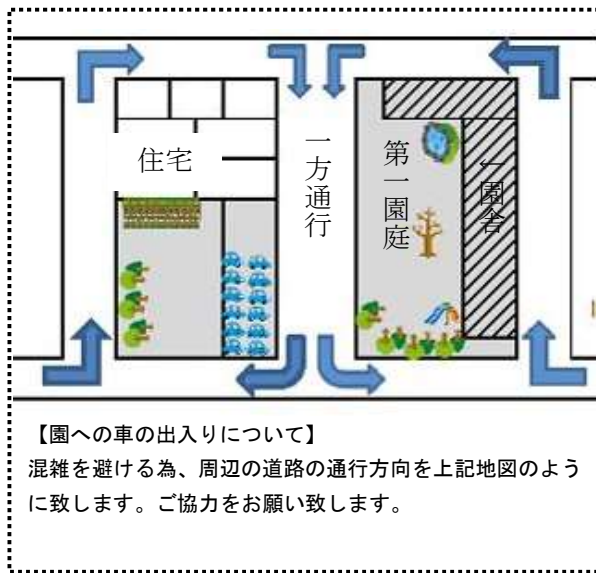 住宅
一方通行
第一園庭
←園舎
【園への車の出入りについて】
混雑を避ける為、周辺の道路の通行方向を上記地図のよう
に致します。ご協力をお願い致します。